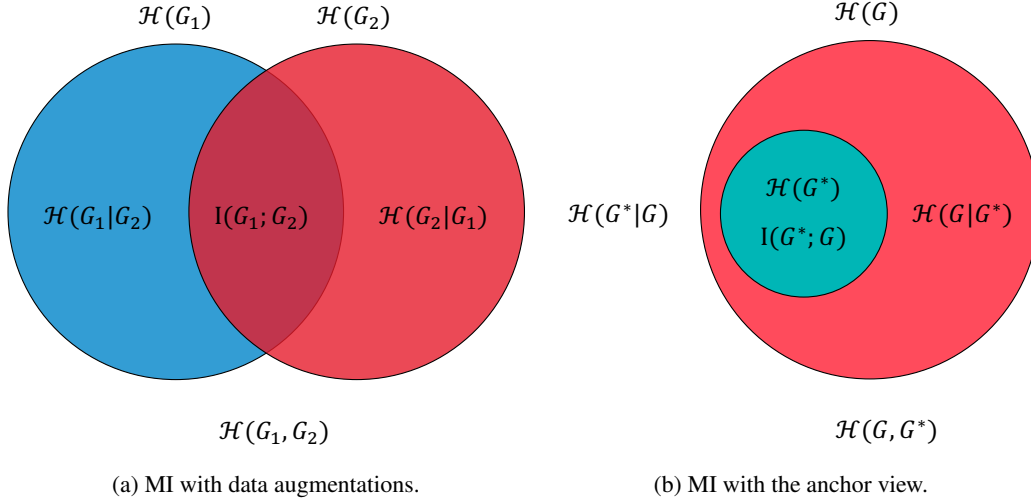 ℋ(G₁) ℋ(G₂)
ℋ(G₁|G₂) I(G₁; G₂) ℋ(G₂|G₁)
ℋ(G₁, G₂)
(a) MI with data augmentations.
ℋ(G)
ℋ(G*)
ℋ(G*|G) ℋ(G|G*)
I(G*; G)
ℋ(G, G*)
(b) MI with the anchor view.